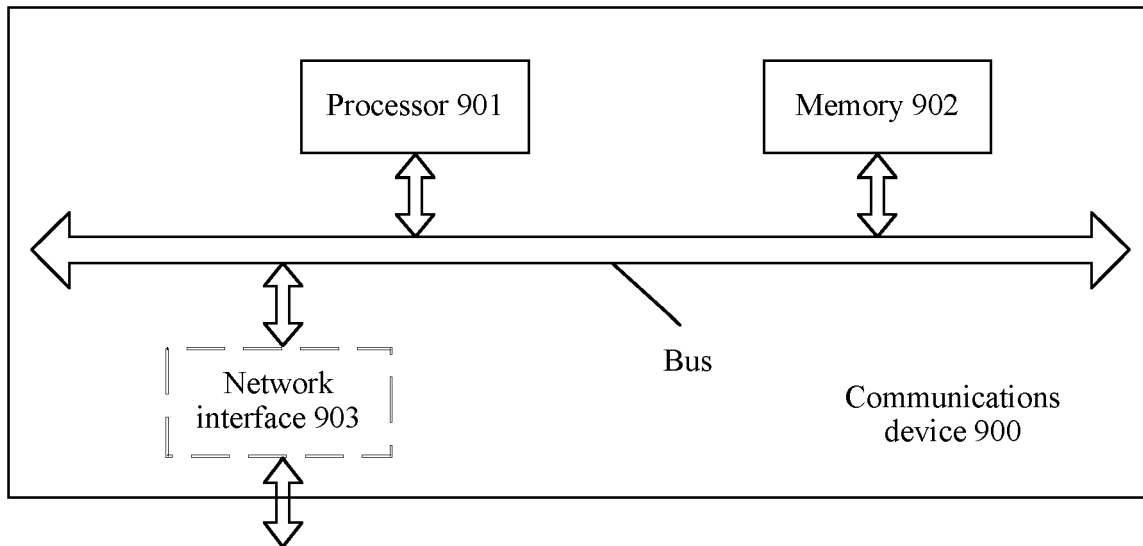 Processor 901
Memory 902
Bus
Network
interface 903
Communications
device 900